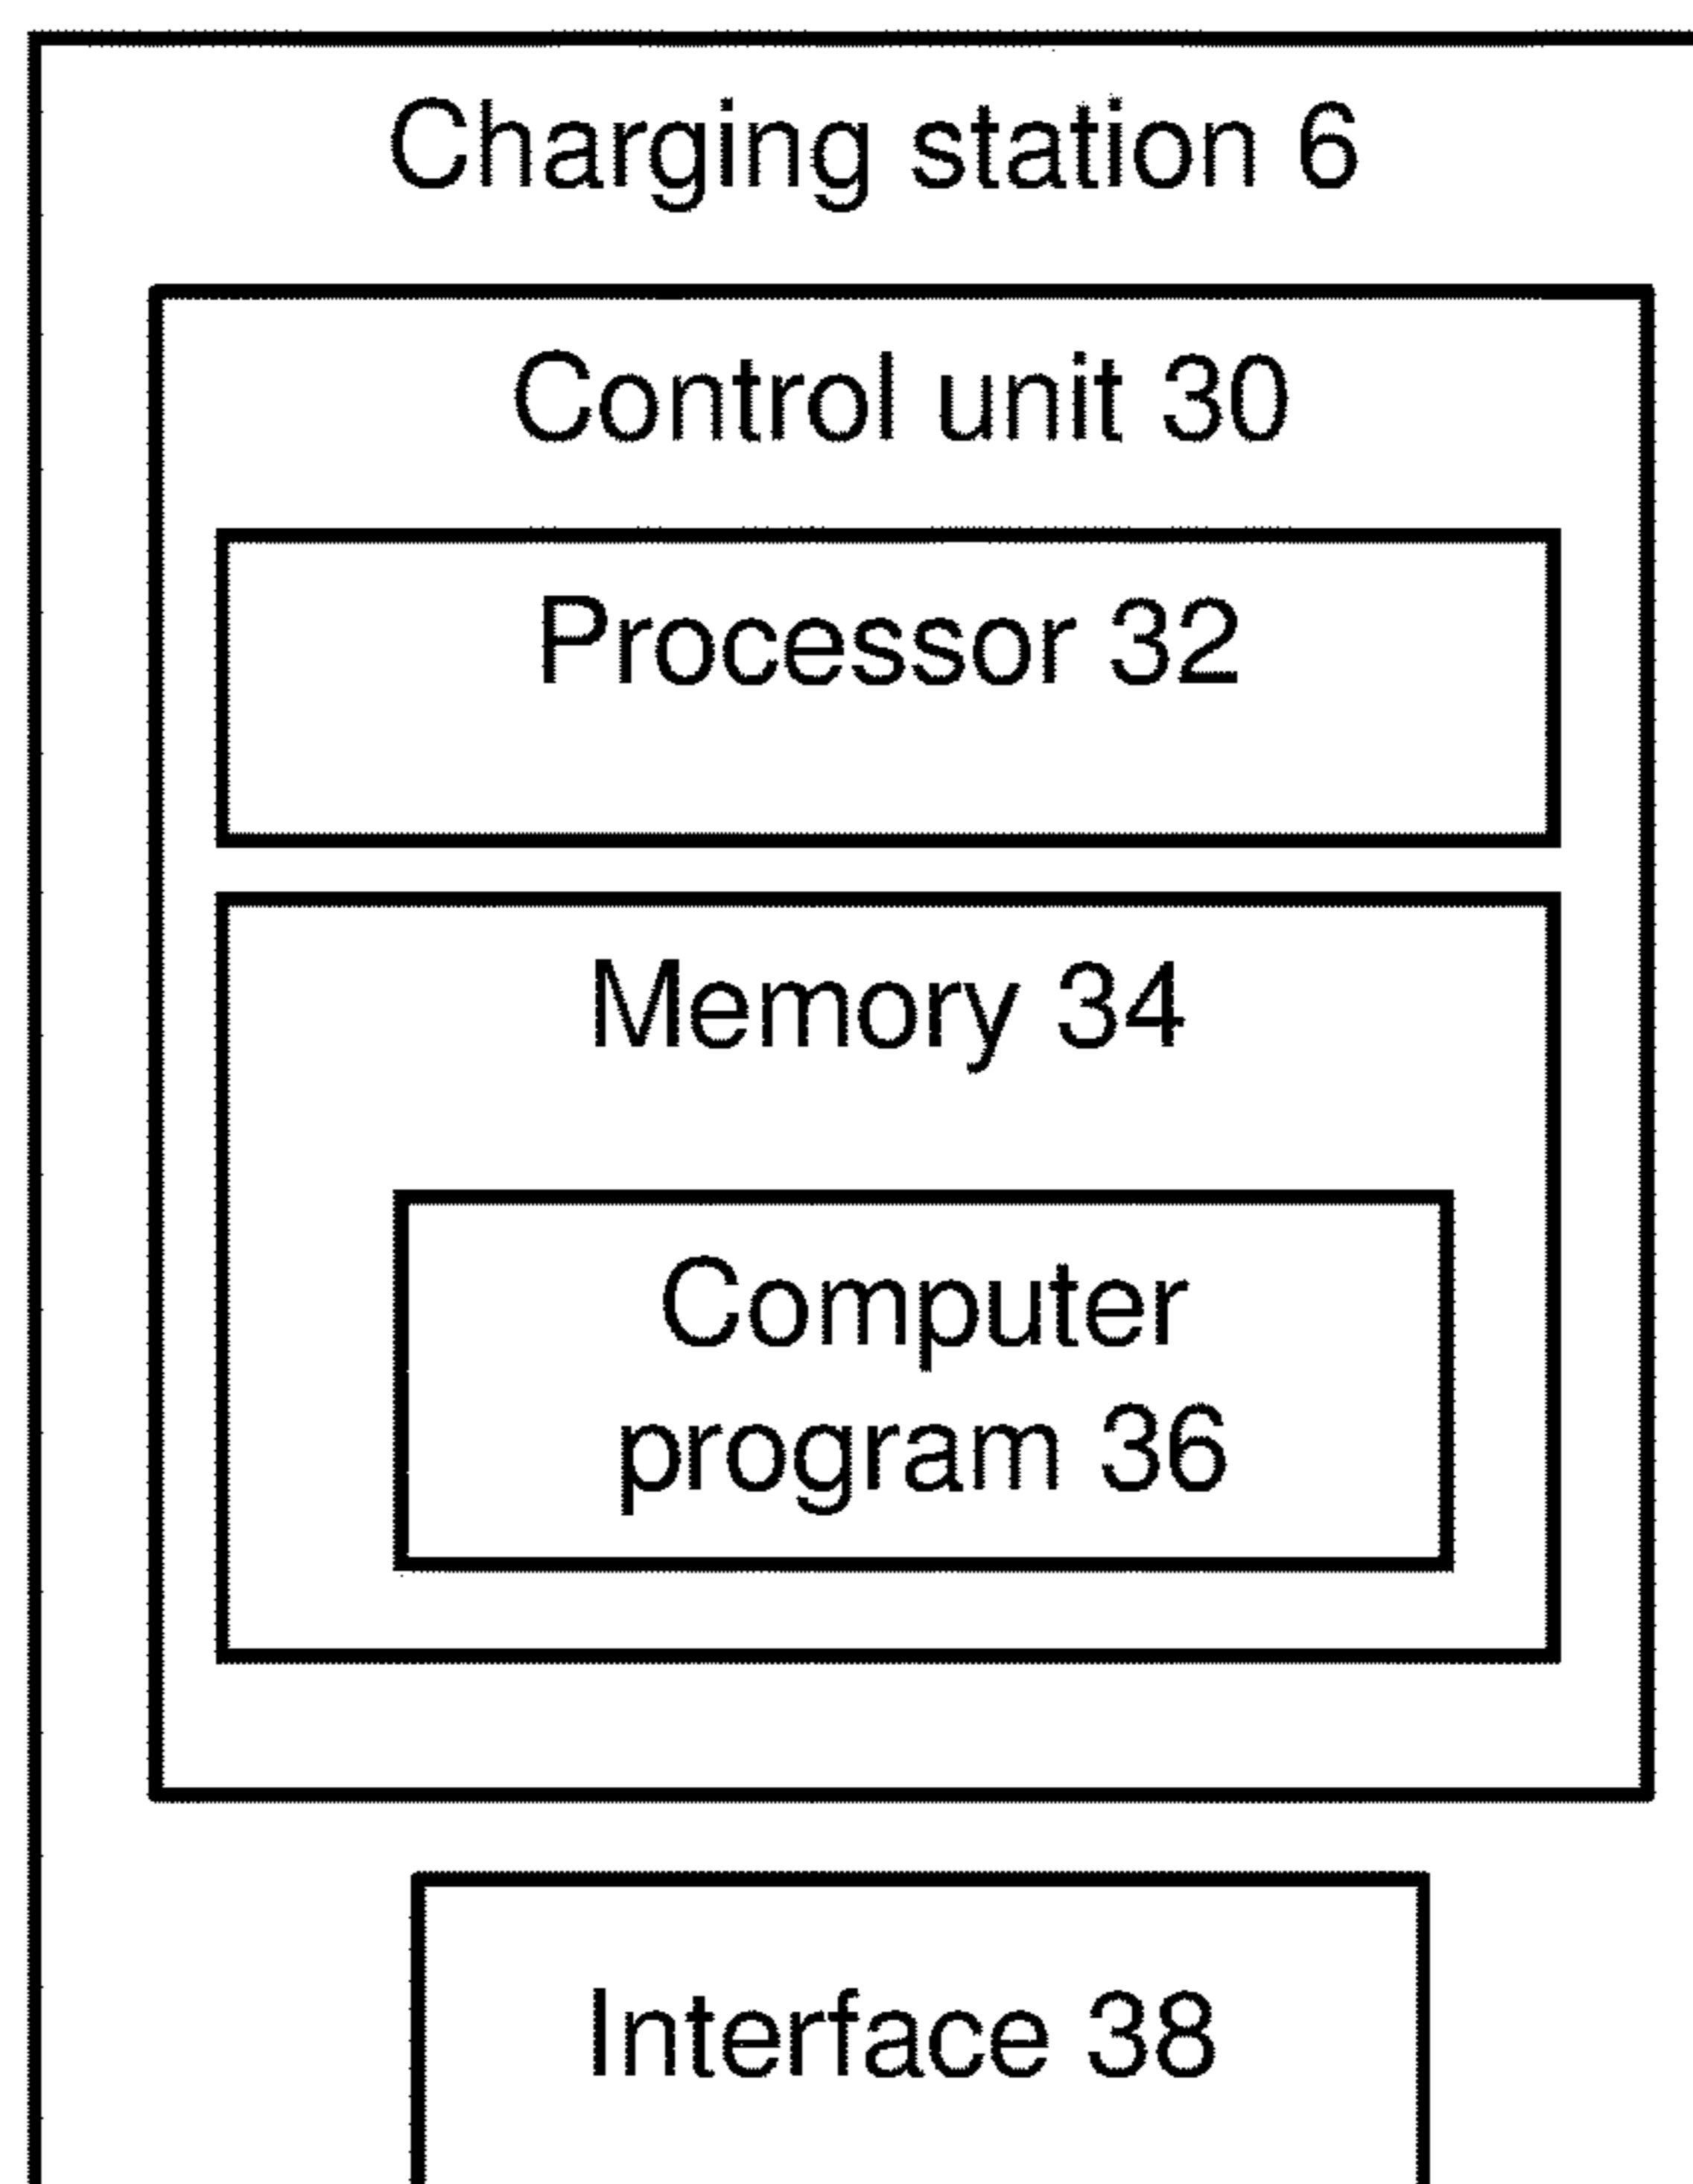 Charging station 6
Control unit 30
Processor 32
Memory 34
Computer
program 36
Interface 38